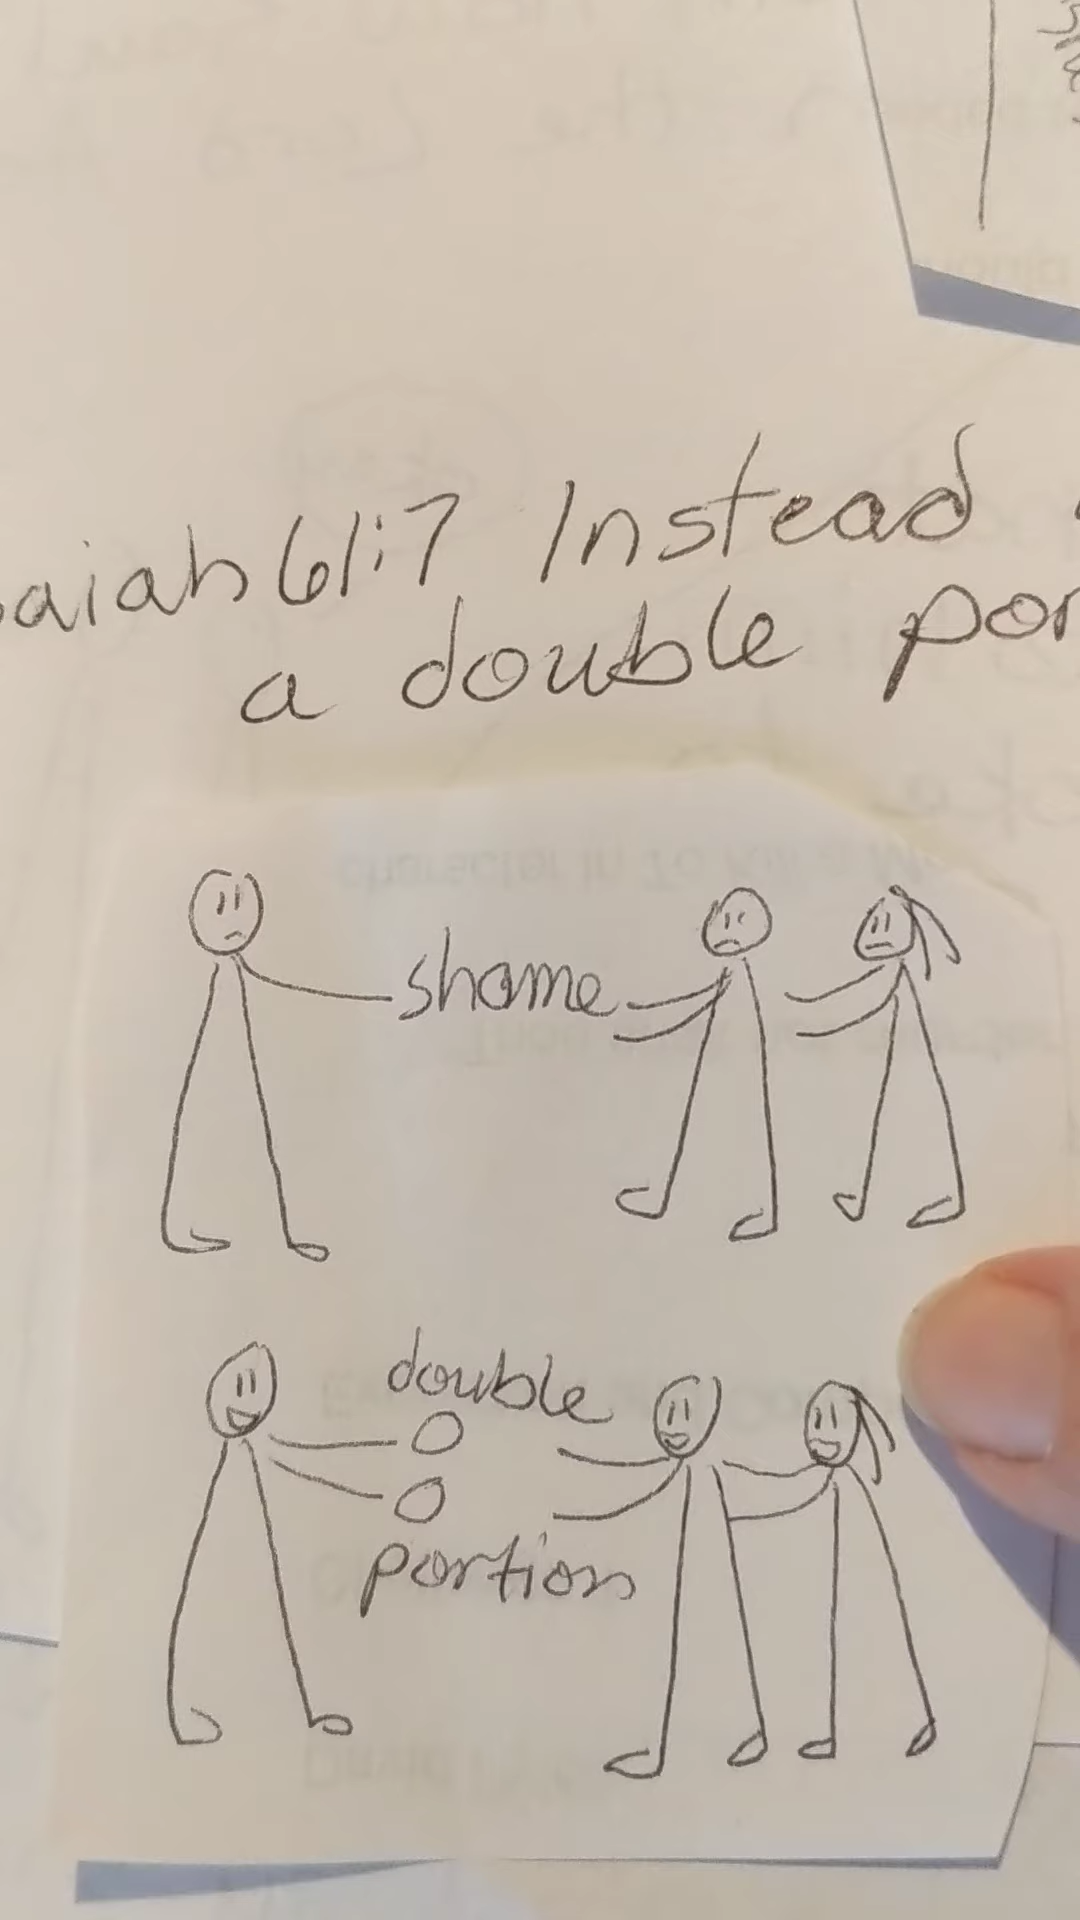 aiah 61:7 Instead
a double por
shame
double
portion